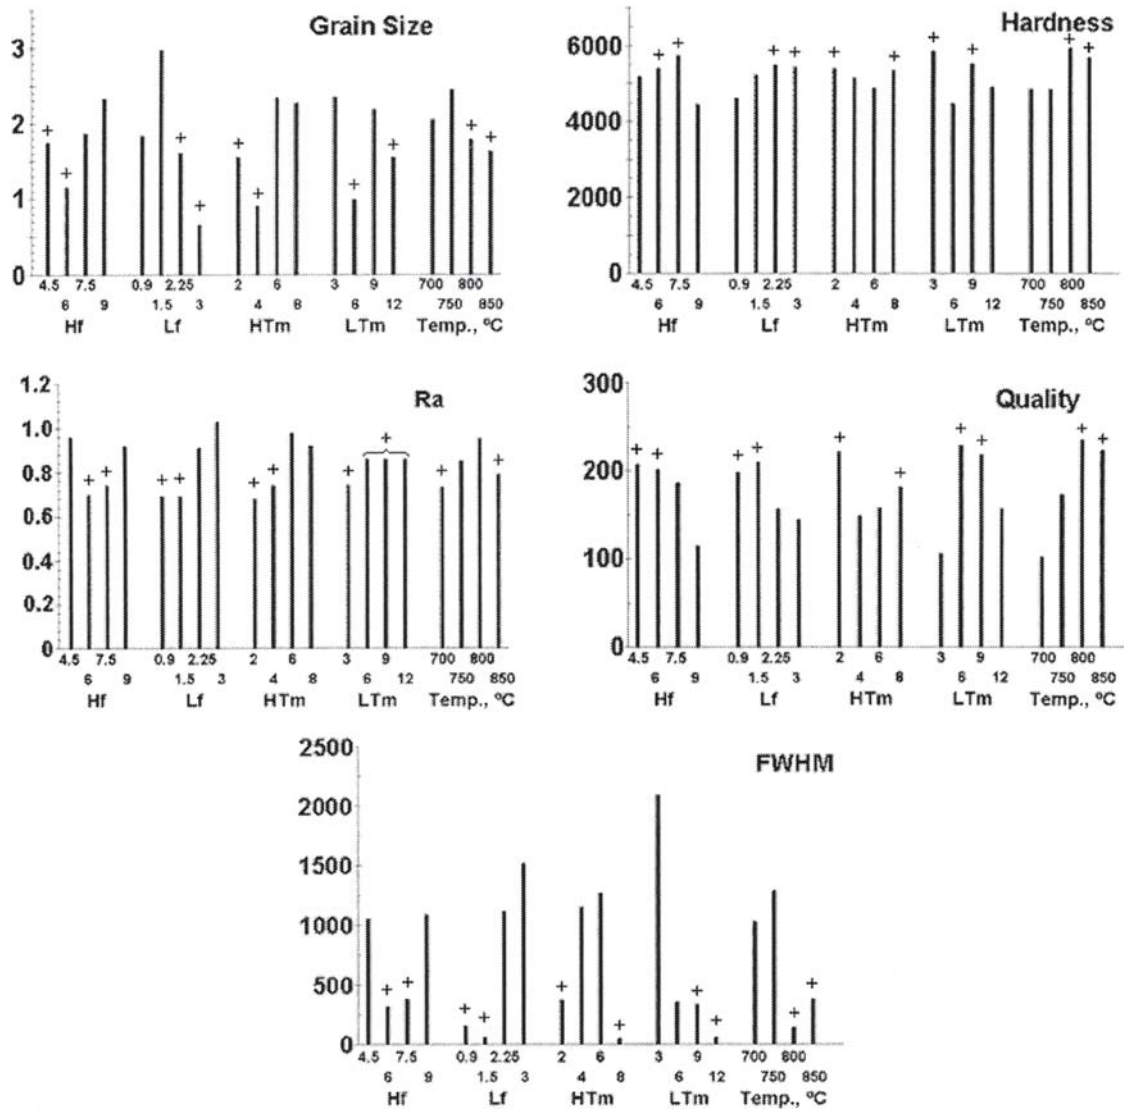 Grain Size
3
2
1
0
+ + + + + + + + + +
4.5 7.5 0.9 2.25 2 6 3 9 700 800
6 9 1.5 3 4 8 6 12 750 850
Hf Lf HTm LTm Temp., ºC
Hardness
6000
4000
2000
0
+ + + + + + + + + +
4.5 7.5 0.9 2.25 2 6 3 9 700 800
6 9 1.5 3 4 8 6 12 750 850
Hf Lf HTm LTm Temp., ºC
Ra
1.2
1.0
0.8
0.6
0.4
0.2
0
+ + + + + + + + + +
4.5 7.5 0.9 2.25 2 6 3 9 700 800
6 9 1.5 3 4 8 6 12 750 850
Hf Lf HTm LTm Temp., ºC
Quality
300
200
100
0
+ + + + + + + + + +
4.5 7.5 0.9 2.25 2 6 3 9 700 800
6 9 1.5 3 4 8 6 12 750 850
Hf Lf HTm LTm Temp., ºC
FWHM
2500
2000
1500
1000
500
0
+ + + + + + + + + +
4.5 7.5 0.9 2.25 2 6 3 9 700 800
6 9 1.5 3 4 8 6 12 750 850
Hf Lf HTm LTm Temp., ºC